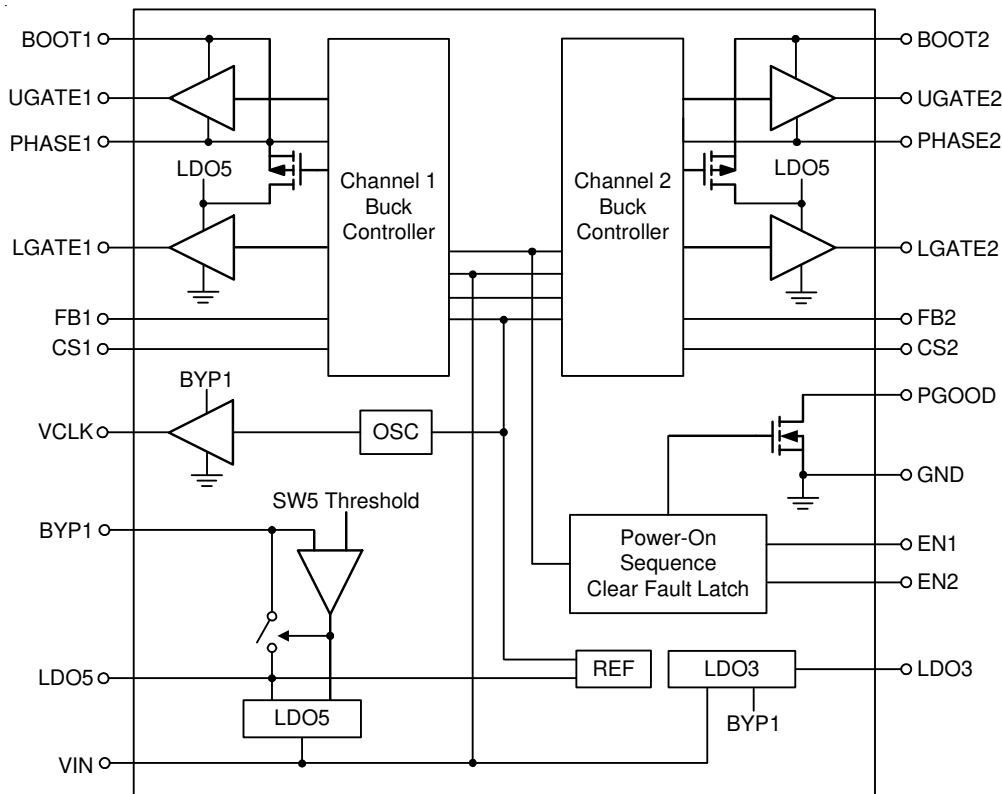 BOOT1
BOOT2
UGATE1
UGATE2
PHASE1
PHASE2
LDO5
LDO5
Channel 1
Buck
Controller
Channel 2
Buck
Controller
LGATE1
LGATE2
FB1
FB2
CS1
CS2
BYP1
PGOOD
VCLK
OSC
GND
SW5 Threshold
BYP1
Power-On
Sequence
Clear Fault Latch
EN1
EN2
LDO5
REF
LDO3
LDO3
LDO5
BYP1
VIN